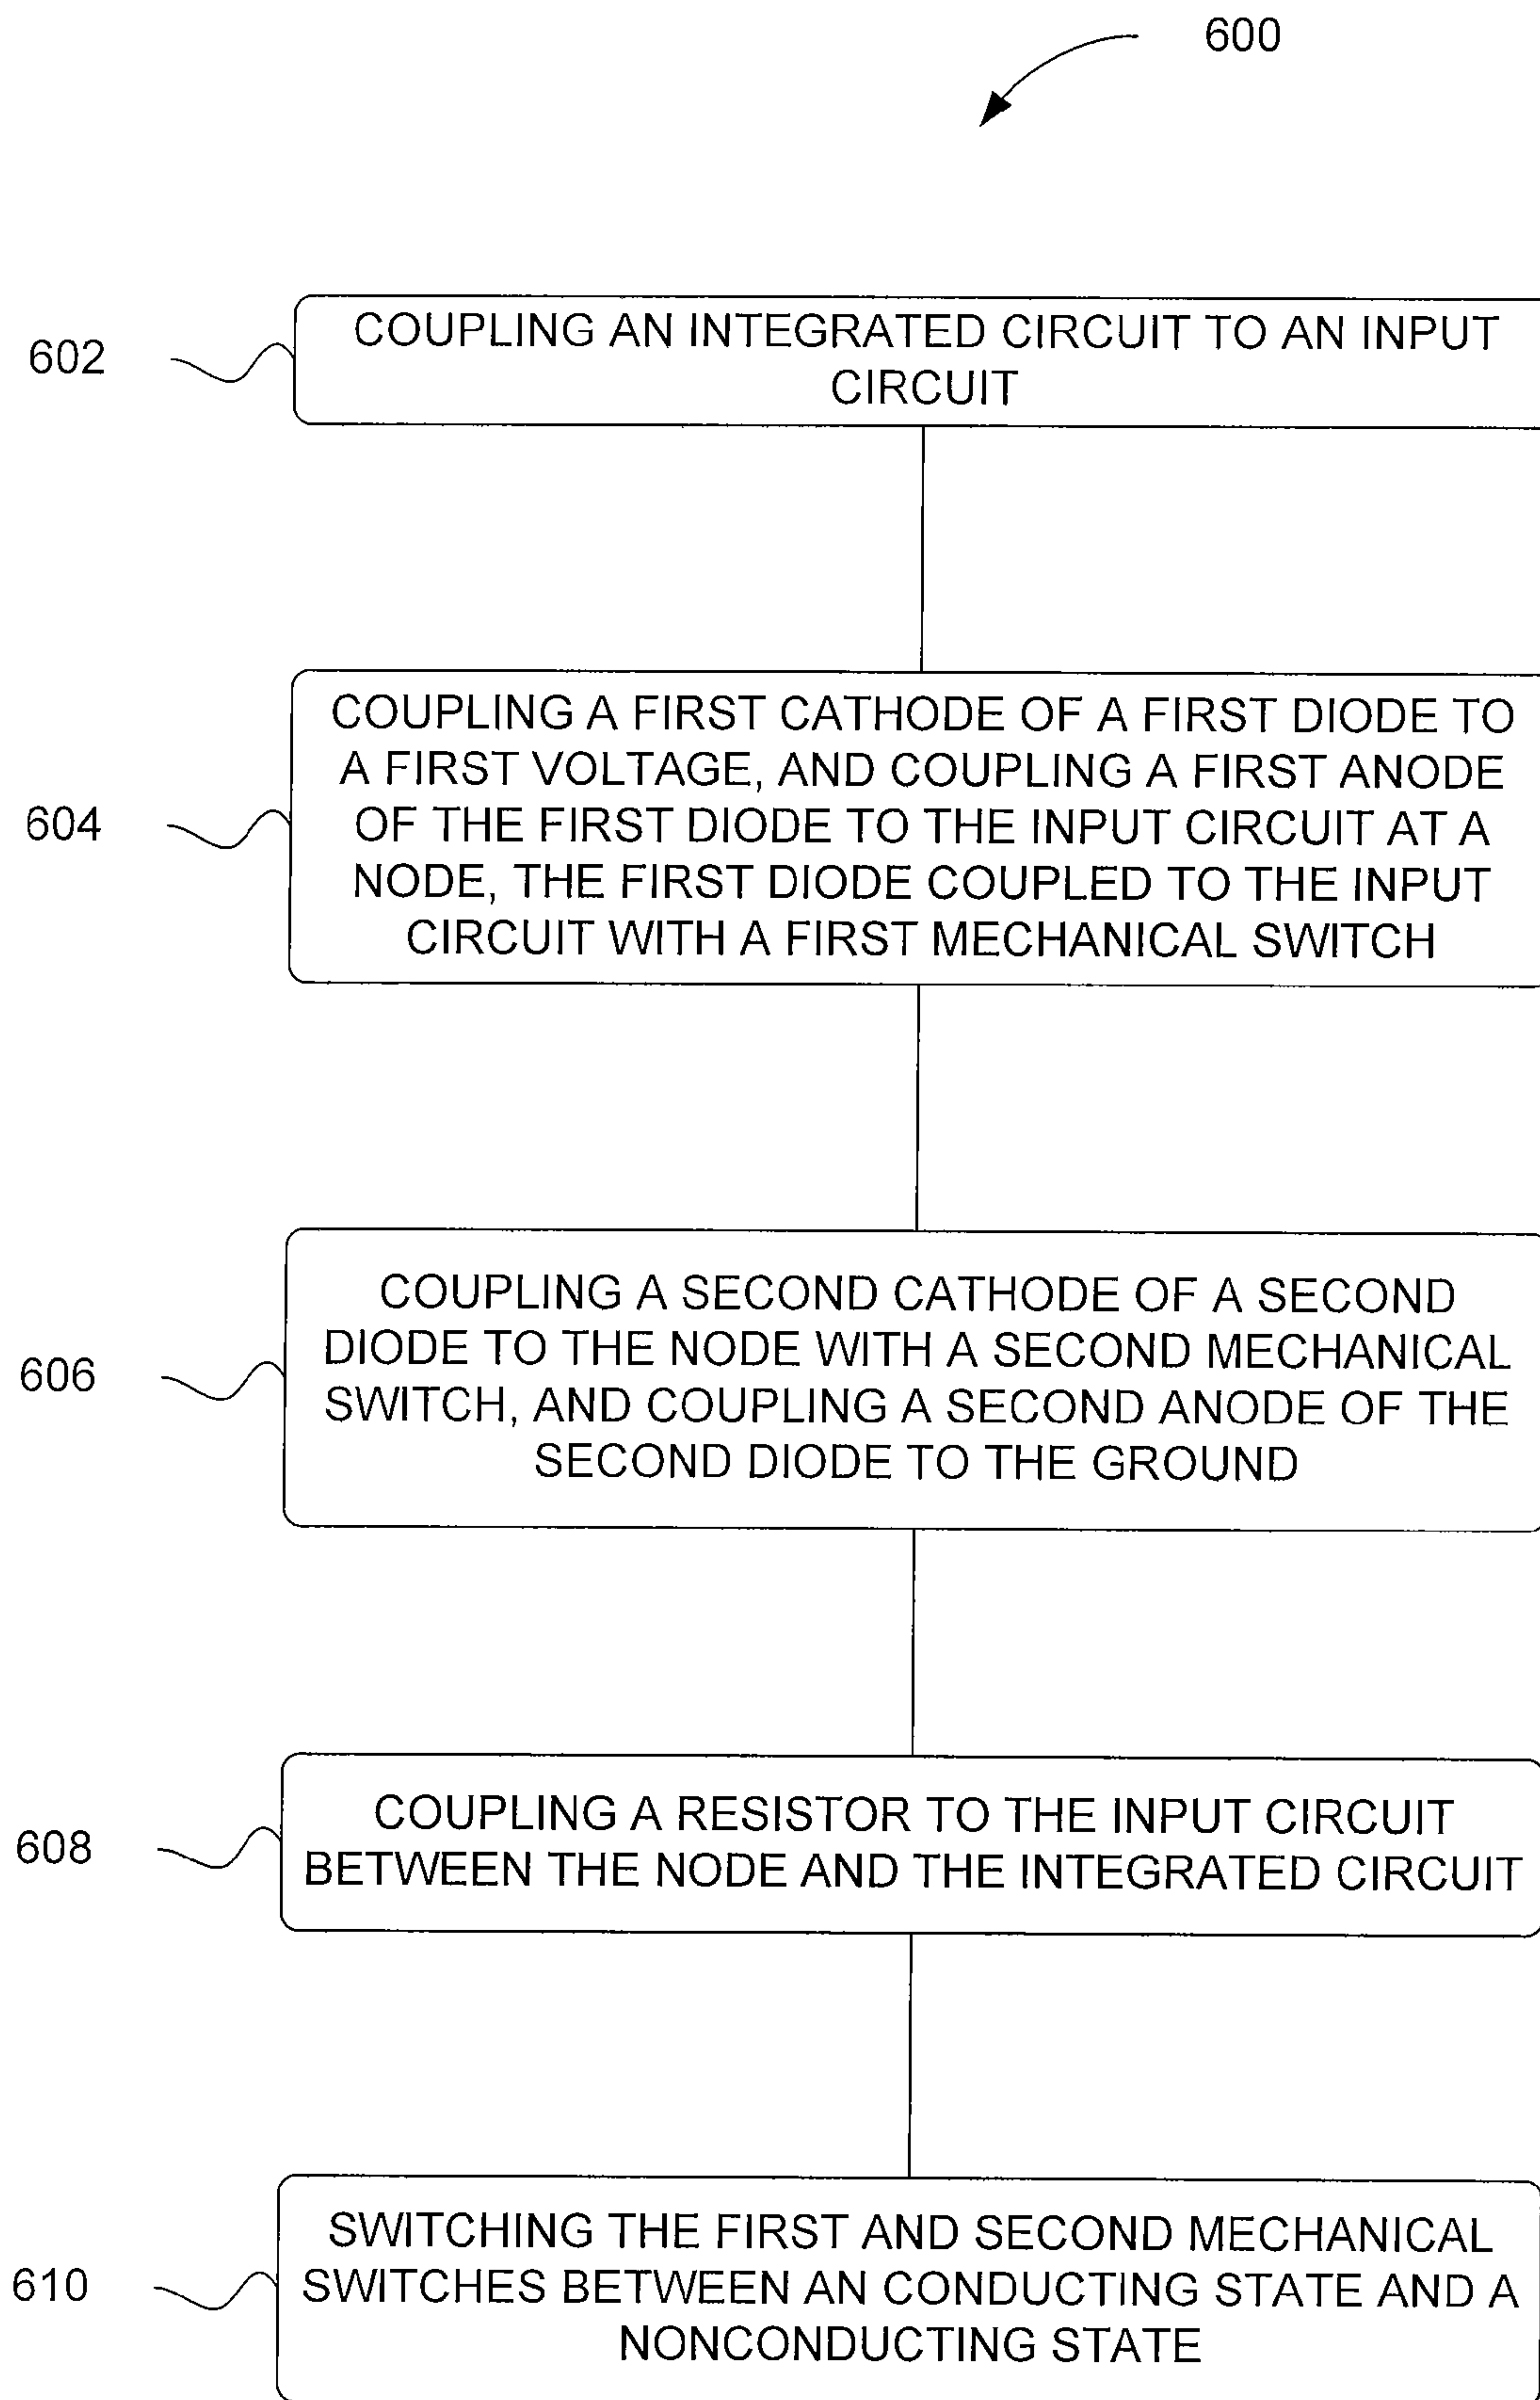 600
602
COUPLING AN INTEGRATED CIRCUIT TO AN INPUT
CIRCUIT
604
COUPLING A FIRST CATHODE OF A FIRST DIODE TO
A FIRST VOLTAGE, AND COUPLING A FIRST ANODE
OF THE FIRST DIODE TO THE INPUT CIRCUIT AT A
NODE, THE FIRST DIODE COUPLED TO THE INPUT
CIRCUIT WITH A FIRST MECHANICAL SWITCH
606
COUPLING A SECOND CATHODE OF A SECOND
DIODE TO THE NODE WITH A SECOND MECHANICAL
SWITCH, AND COUPLING A SECOND ANODE OF THE
SECOND DIODE TO THE GROUND
608
COUPLING A RESISTOR TO THE INPUT CIRCUIT
BETWEEN THE NODE AND THE INTEGRATED CIRCUIT
610
SWITCHING THE FIRST AND SECOND MECHANICAL
SWITCHES BETWEEN AN CONDUCTING STATE AND A
NONCONDUCTING STATE